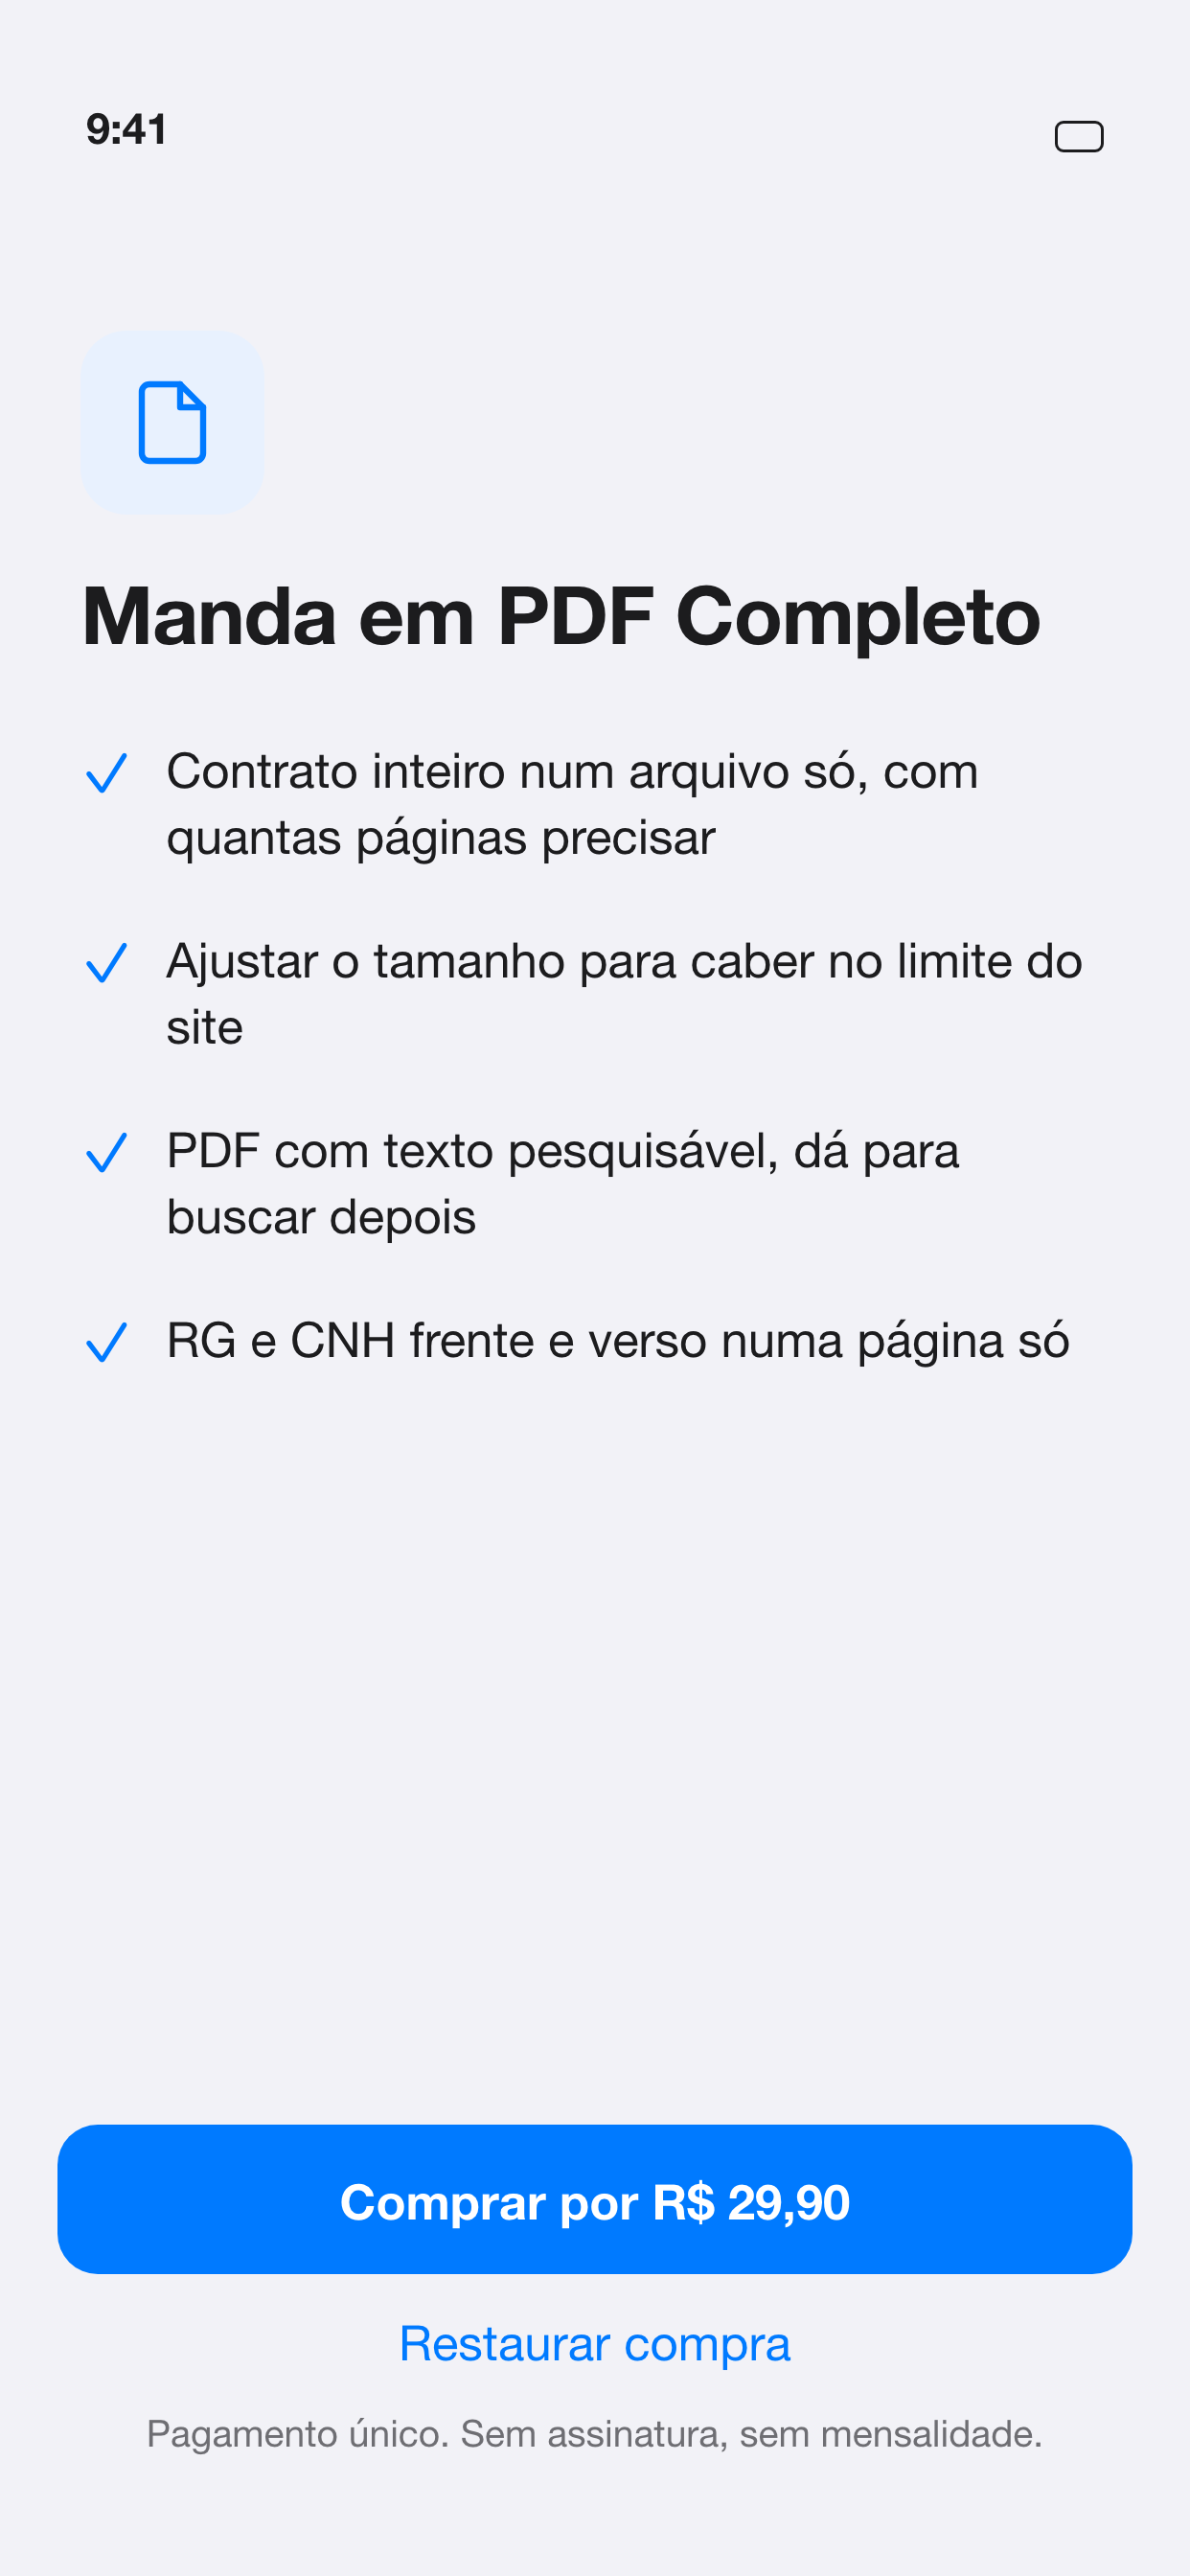 9:41
Manda em PDF Completo
Contrato inteiro num arquivo só, com
quantas páginas precisar
Ajustar o tamanho para caber no limite do
site
PDF com texto pesquisável, dá para
buscar depois
RG e CNH frente e verso numa página só
Comprar por R$ 29,90
Restaurar compra
Pagamento único. Sem assinatura, sem mensalidade.